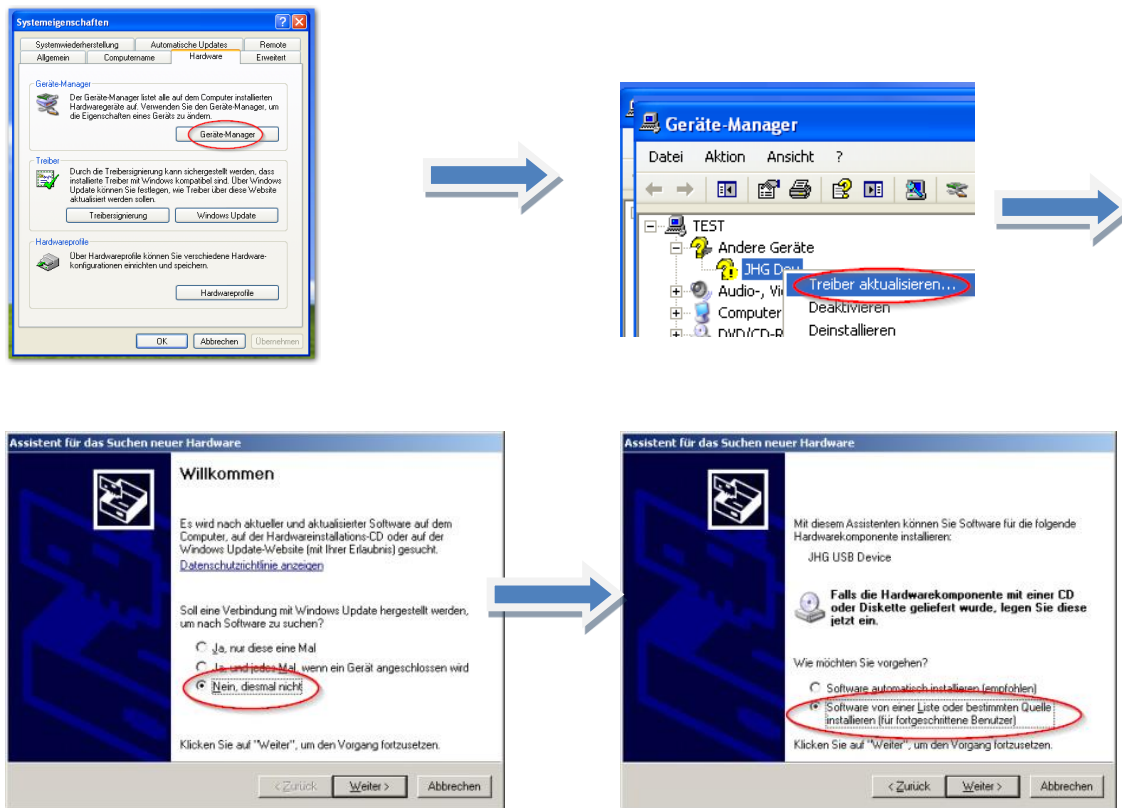 Systemeigenschaften
Systemwiederherstellung Automatische Updates Remote
Allgemein Computername Hardware Erweitert
Geräte-Manager
Der Geräte-Manager listet alle auf dem Computer installierten
Hardwaregeräte auf. Verwenden Sie den Geräte-Manager, um
die Eigenschaften eines Geräts zu ändern.
Geräte-Manager
Treiber
Durch die Treibersignierung kann sichergestellt werden, dass
installierte Treiber mit Windows kompatibel sind. Über Windows
Update können Sie festlegen, wie Treiber über diese Website
aktualisiert werden sollen.
Treibersignierung Windows Update
Hardwareprofile
Über Hardwareprofile können Sie verschiedene Hardware-
konfigurationen einrichten und speichern.
Hardwareprofile
OK Abbrechen Übernehmen
Geräte-Manager
Datei Aktion Ansicht ?
TEST
Andere Geräte
JHG
Treiber aktualisieren...
Audio-,
Deaktivieren
Computer
DVD/CD-R
Deinstallieren
Assistent für das Suchen neuer Hardware
Willkommen
Es wird nach aktueller und aktualisierter Software auf dem
Computer, auf der Hardwareinstallations-CD oder auf der
Windows Update-Website (mit Ihrer Erlaubnis) gesucht.
Datenschutzrichtlinie anzeigen
Soll eine Verbindung mit Windows Update hergestellt werden,
um nach Software zu suchen?
Ja, nur diese eine Mal
Ja, und jedes Mal, wenn ein Gerät angeschlossen wird
Nein, diesmal nicht
Klicken Sie auf "Weiter", um den Vorgang fortzusetzen.
< Zurück Weiter > Abbrechen
Assistent für das Suchen neuer Hardware
Mit diesem Assistenten können Sie Software für die folgende
Hardwarekomponente installieren:
JHG USB Device
Falls die Hardwarekomponente mit einer CD
oder Diskette geliefert wurde, legen Sie diese
jetzt ein.
Wie möchten Sie vorgehen?
Software automatisch installieren (empfohlen)
Software von einer Liste oder bestimmten Quelle
installieren (für fortgeschrittene Benutzer)
Klicken Sie auf "Weiter", um den Vorgang fortzusetzen.
< Zurück Weiter > Abbrechen